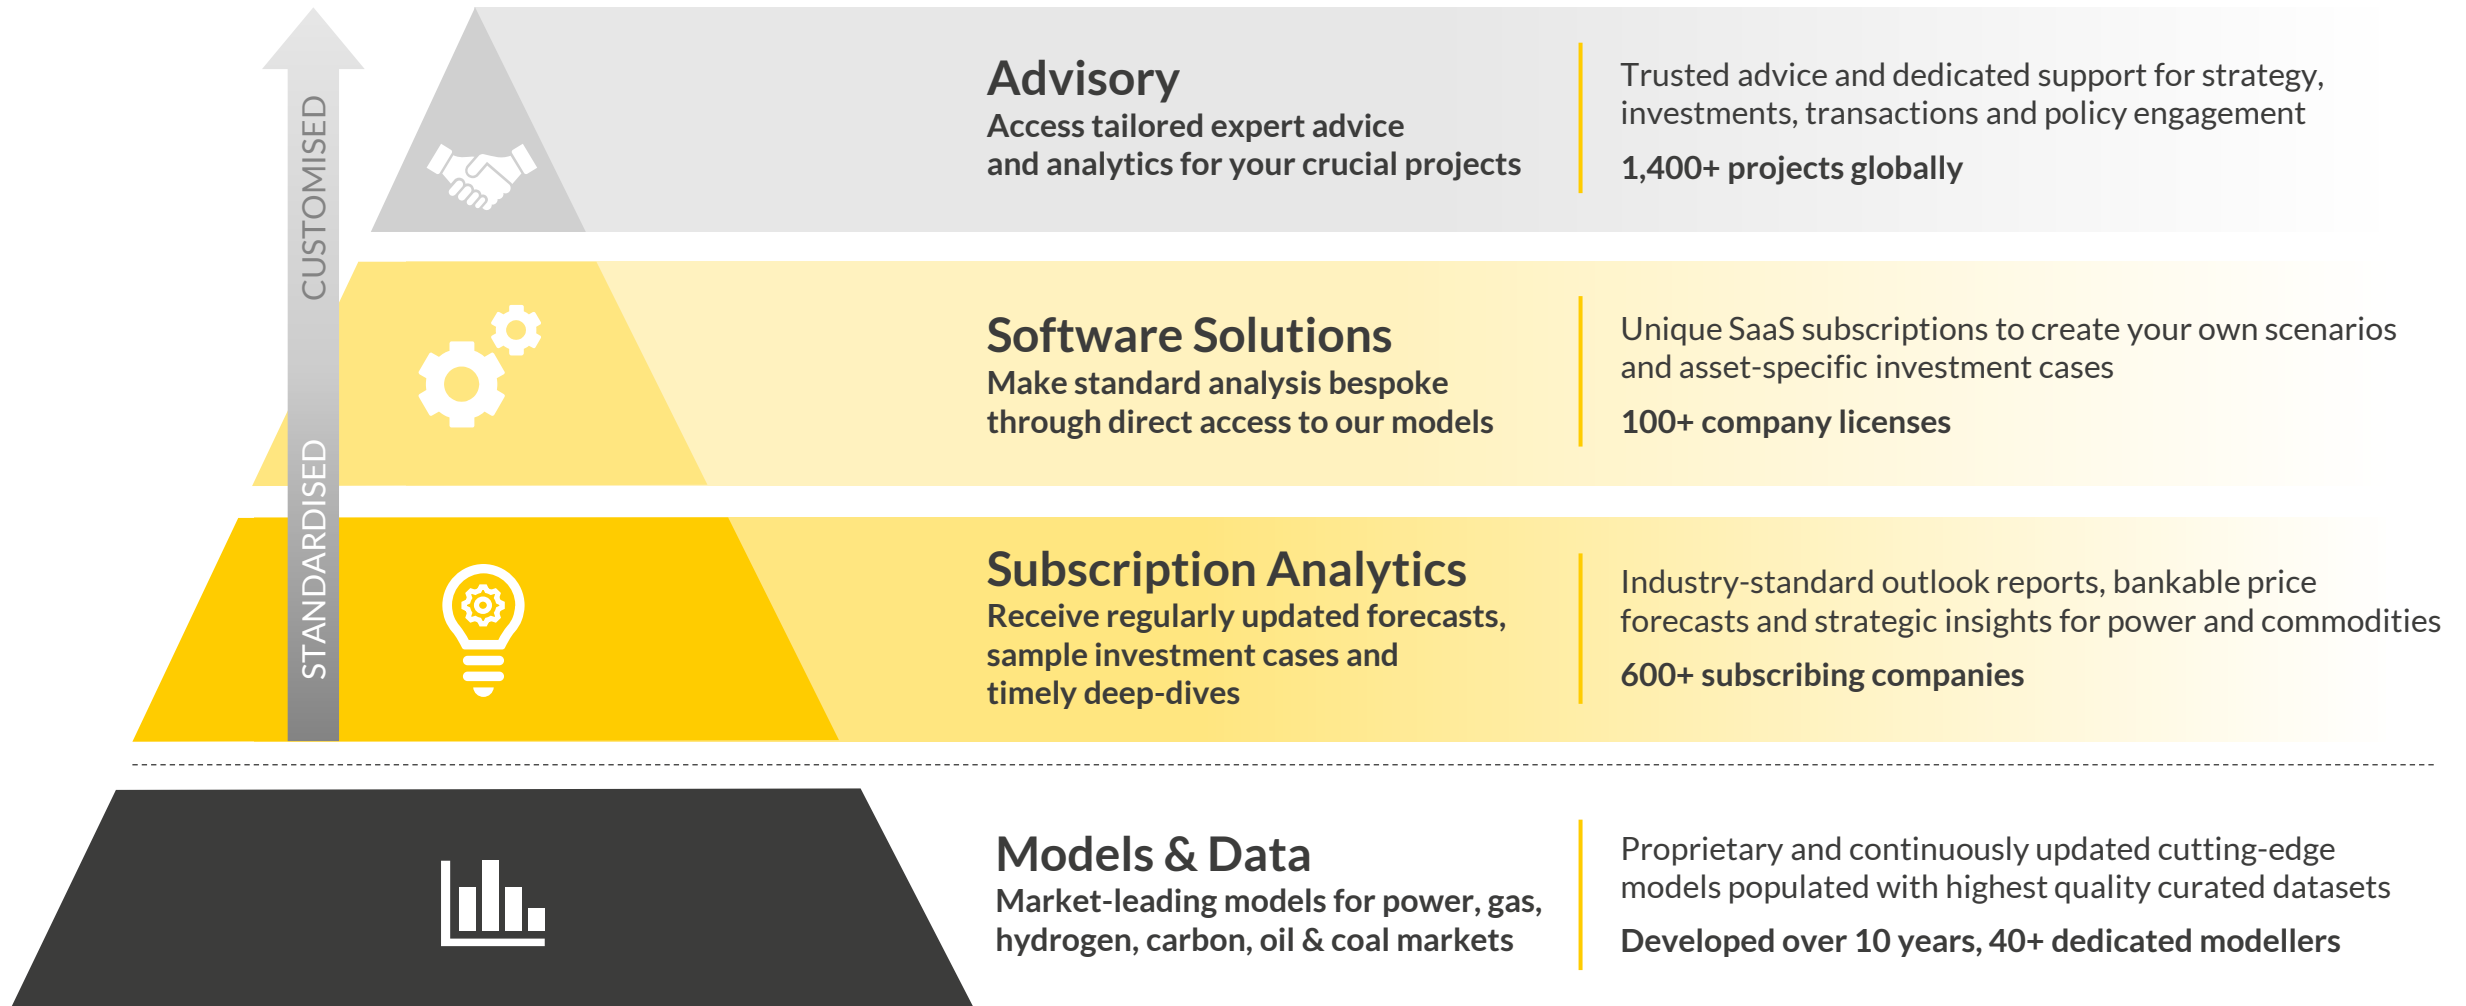 CUSTOMISED
STANDARDISED
Advisory
Access tailored expert advice
and analytics for your crucial projects
Trusted advice and dedicated support for strategy,
investments, transactions and policy engagement
1,400+ projects globally
Software Solutions
Make standard analysis bespoke
through direct access to our models
Unique SaaS subscriptions to create your own scenarios
and asset-specific investment cases
100+ company licenses
Subscription Analytics
Receive regularly updated forecasts,
sample investment cases and
timely deep-dives
Industry-standard outlook reports, bankable price
forecasts and strategic insights for power and commodities
600+ subscribing companies
Models & Data
Market-leading models for power, gas,
hydrogen, carbon, oil & coal markets
Proprietary and continuously updated cutting-edge
models populated with highest quality curated datasets
Developed over 10 years, 40+ dedicated modellers